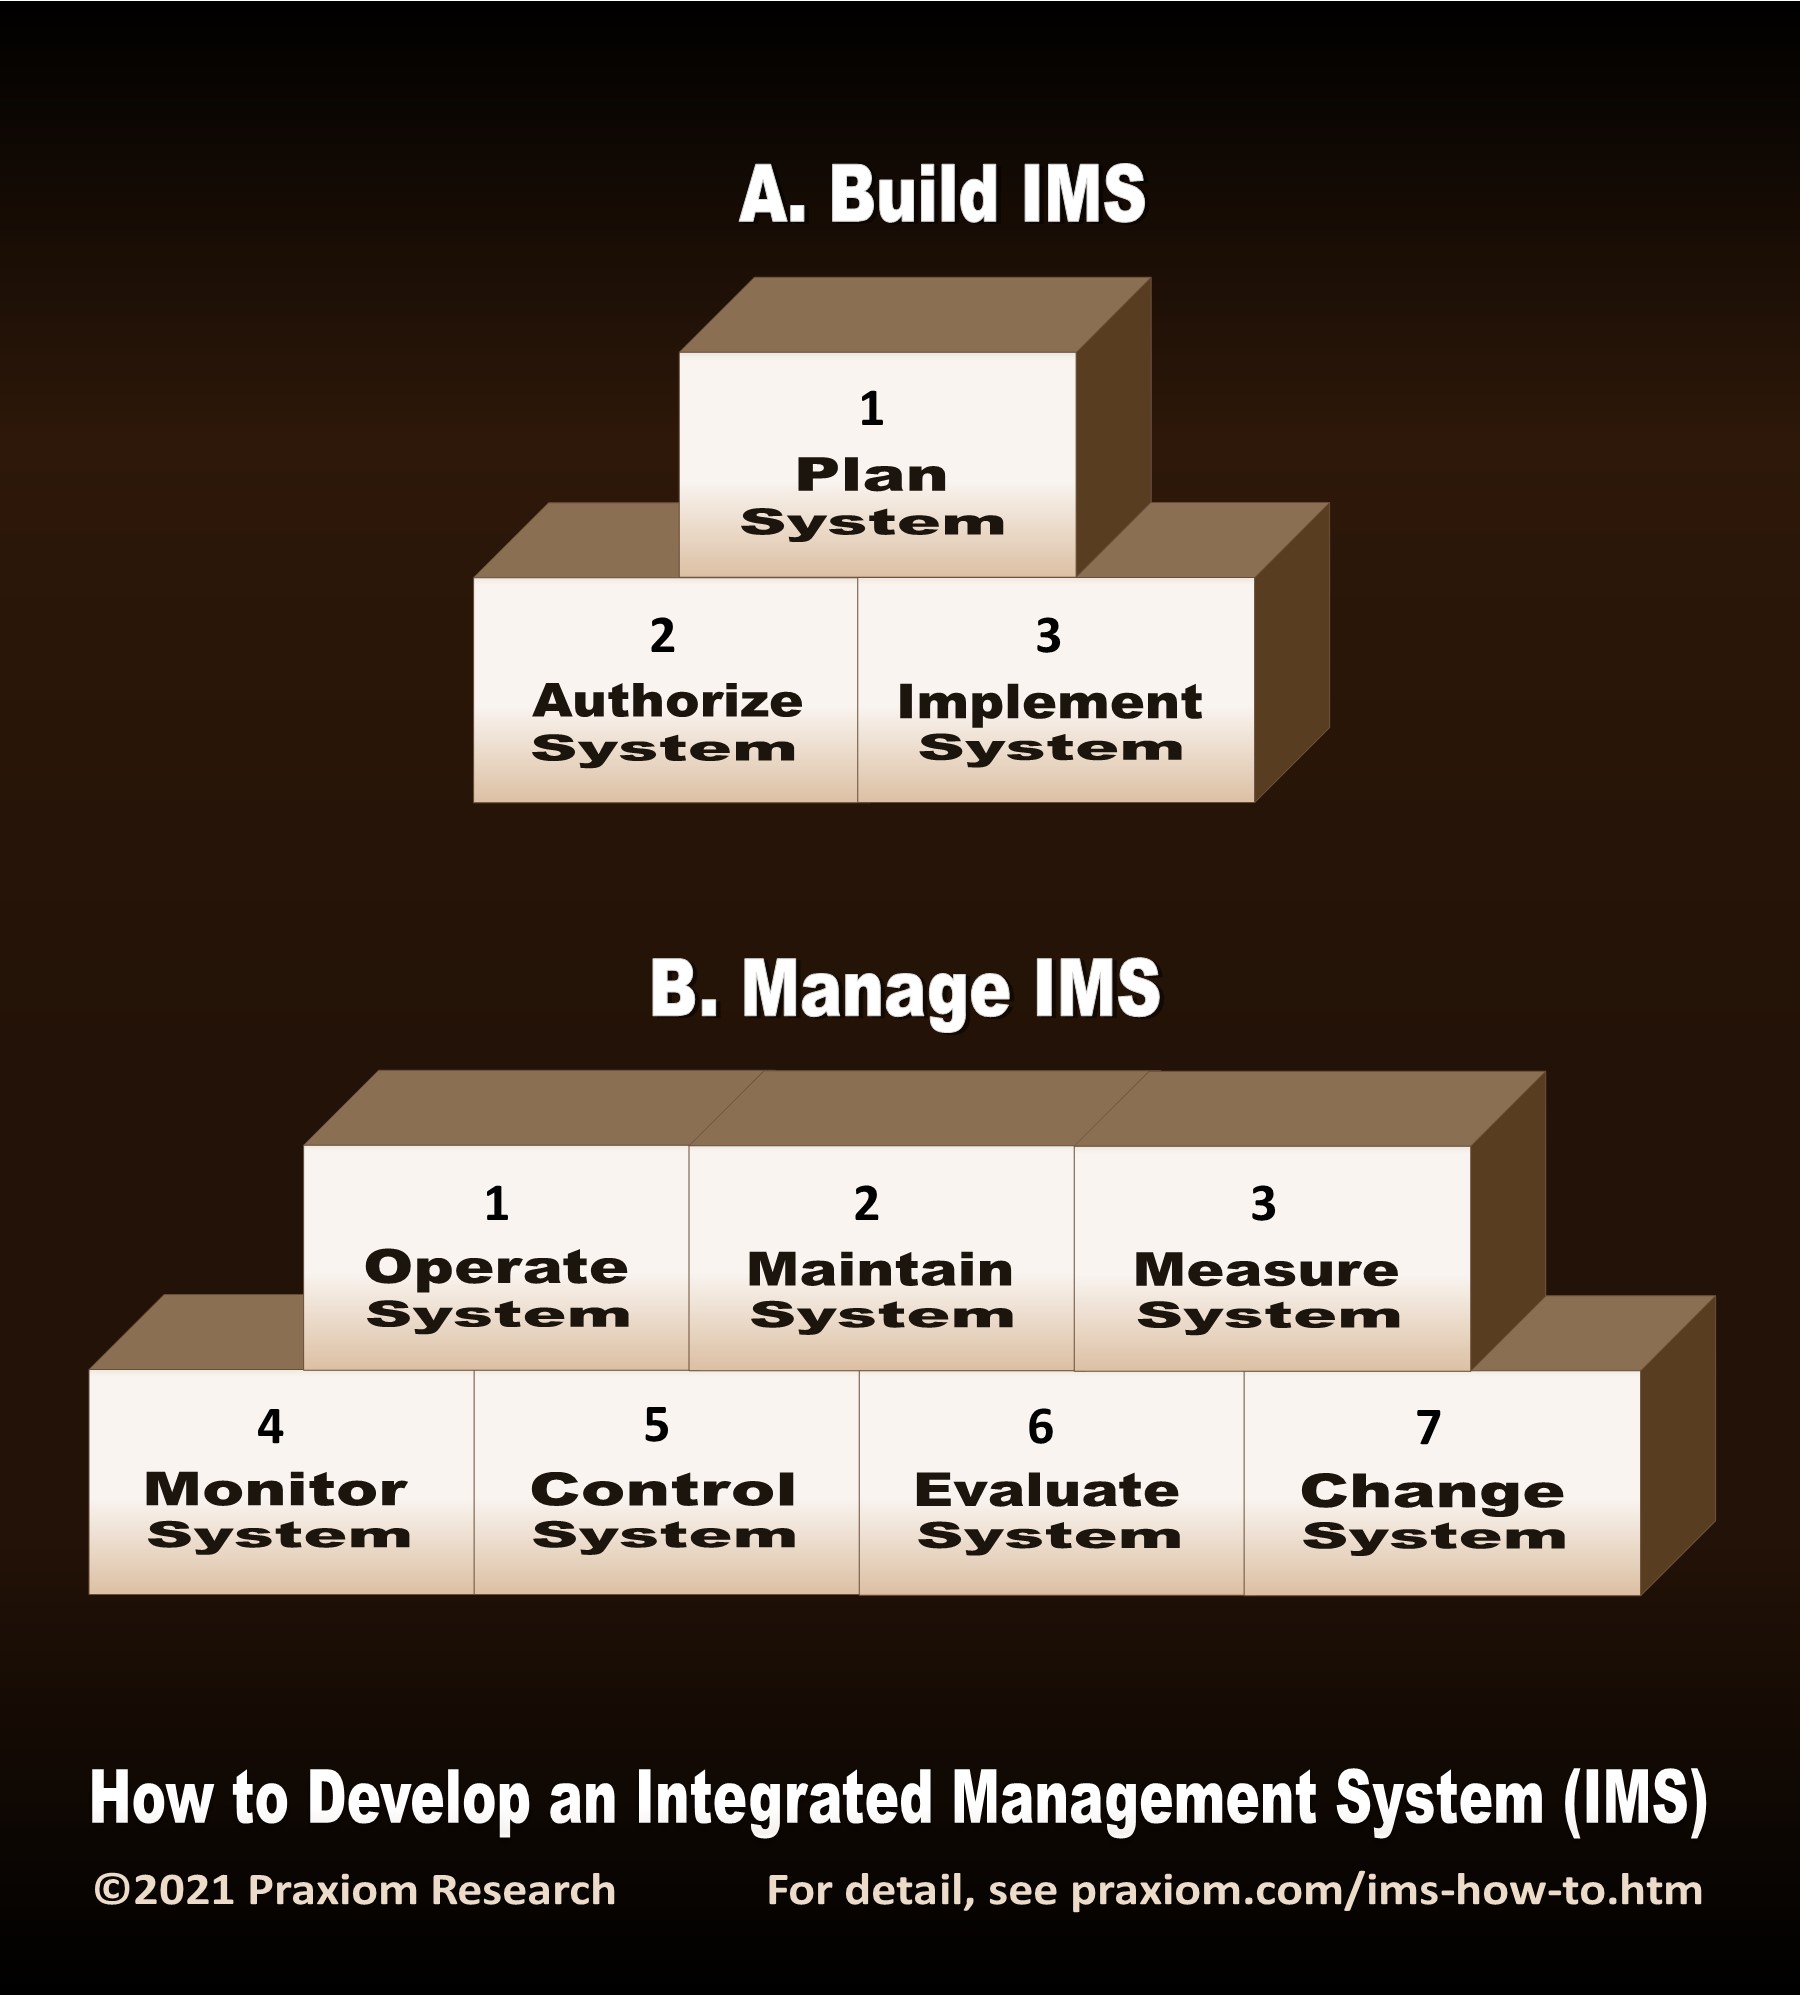 A. Build IMS
1
Plan
System
2
Authorize
System
3
Implement
System
B. Manage IMS
1
Operate
System
2
Maintain
System
3
Measure
System
4
Monitor
System
5
Control
System
6
Evaluate
System
7
Change
System
How to Develop an Integrated Management System (IMS)
©2021 Praxiom Research
For detail, see praxiom.com/ims-how-to.htm